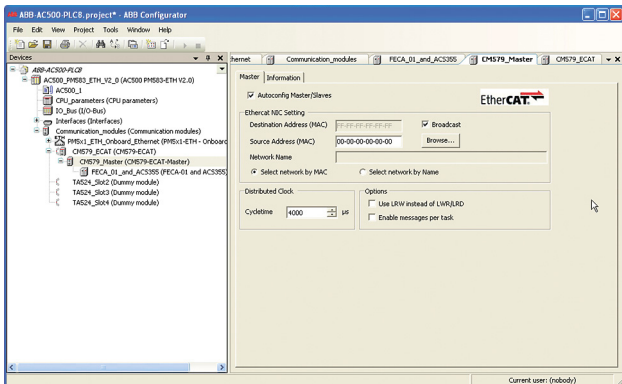 ABB-AC500-PLC8.project* - ABB Configurator
File Edit View Project Tools Window Help
Devices
ABB-AC500-PLC8
AC500_PM583_ETH_V2_0 (AC500 PM583-ETH V2.0)
AC500_1
CPU_parameters (CPU parameters)
IO_Bus (I/O-Bus)
Interfaces (Interfaces)
Communication_modules (Communication modules)
PM5x1_ETH_Onboard_Ethernet (PM5x1-ETH - Onboard
CM579_ECAT (CM579-ECAT)
CM579_Master (CM579-ECAT-Master)
FECA_01_and_ACS355 (FECA-01 and ACS355)
TA524_Slot2 (Dummy module)
TA524_Slot3 (Dummy module)
TA524_Slot4 (Dummy module)
hernet Communication_modules FECA_01_and_ACS355 CM579_Master CM579_ECAT
Master Information
Autoconfig Master/Slaves
EtherCAT
Ethercat NIC Setting
Destination Address (MAC) FF-FF-FF-FF-FF-FF Broadcast
Source Address (MAC) 00-00-00-00-00-00 Browse...
Network Name
Select network by MAC Select network by Name
Distributed Clock Options
Cycletime 4000 µs Use LRW instead of LWR/LRD
Enable messages per task
Current user: (nobody)